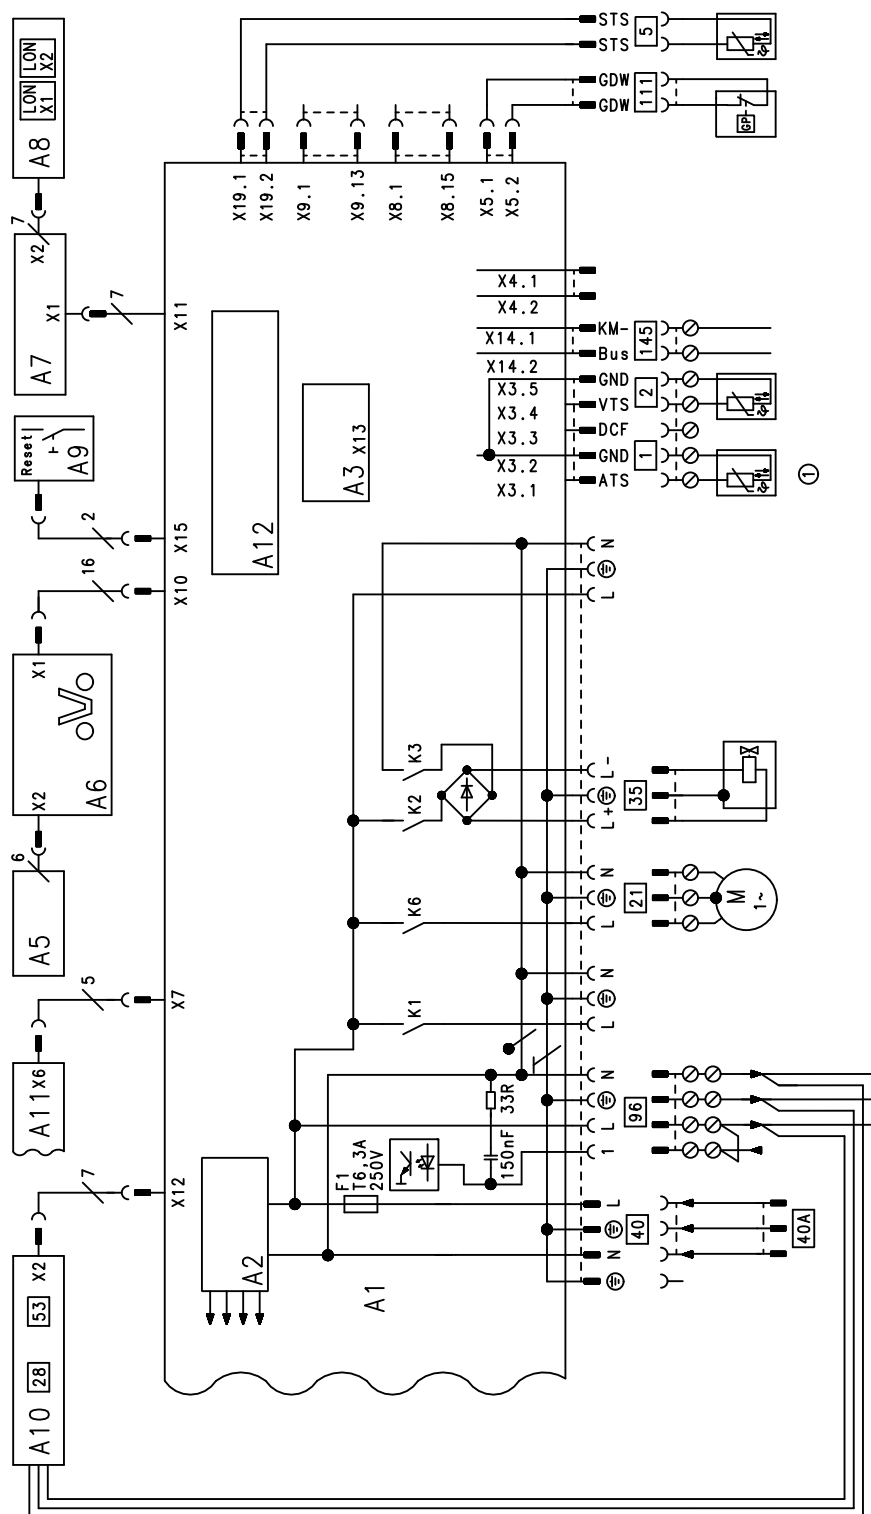 LON X1
LON X2
A8
7
X2
X1
A7
7
X11
Reset
A9
2
X15
16
X10
X1
A6
X2
6
A5
5
X7
A11 X6
7
X12
X2
53
28
A10
X19.1
X19.2
X9.1
X9.13
X8.1
X8.15
X5.1
X5.2
STS
STS
5
GDW
GDW
111
GP
X4.1
X4.2
X14.1
X14.2
X3.5
X3.4
X3.3
X3.2
X3.1
KM-
Bus
145
GND
VTS
2
DCF
GND
ATS
1
1
A3 X13
A12
N
L
K3
K2
L-
L+
35
K6
N
L
21
M
1~
K1
N
L
N
L
1
96
33R
150nF
F1
T6,3A
250V
A2
A1
L
N
40
40A